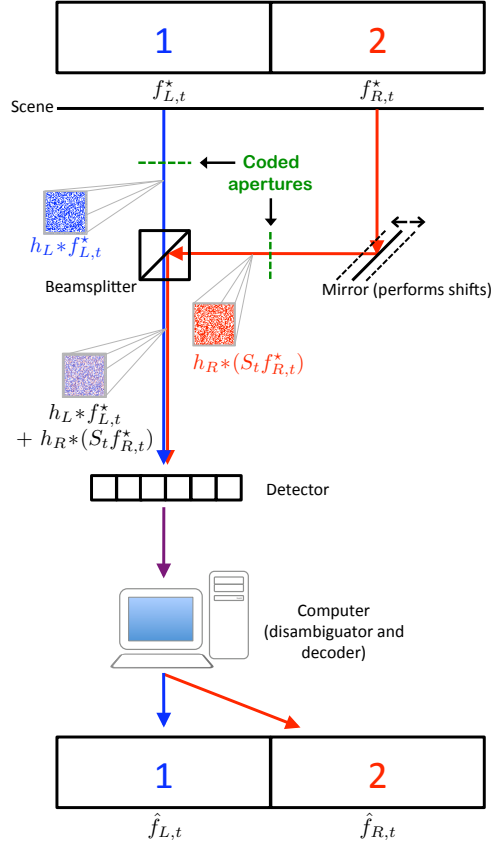 1 2
f⋆L,t f⋆R,t
Scene
Coded
apertures
hL∗f⋆L,t
Beamsplitter
Mirror (performs shifts)
hR∗(Stf⋆R,t)
hL∗f⋆L,t
+ hR∗(Stf⋆R,t)
Detector
Computer
(disambiguator and
decoder)
1 2
f̂L,t f̂R,t